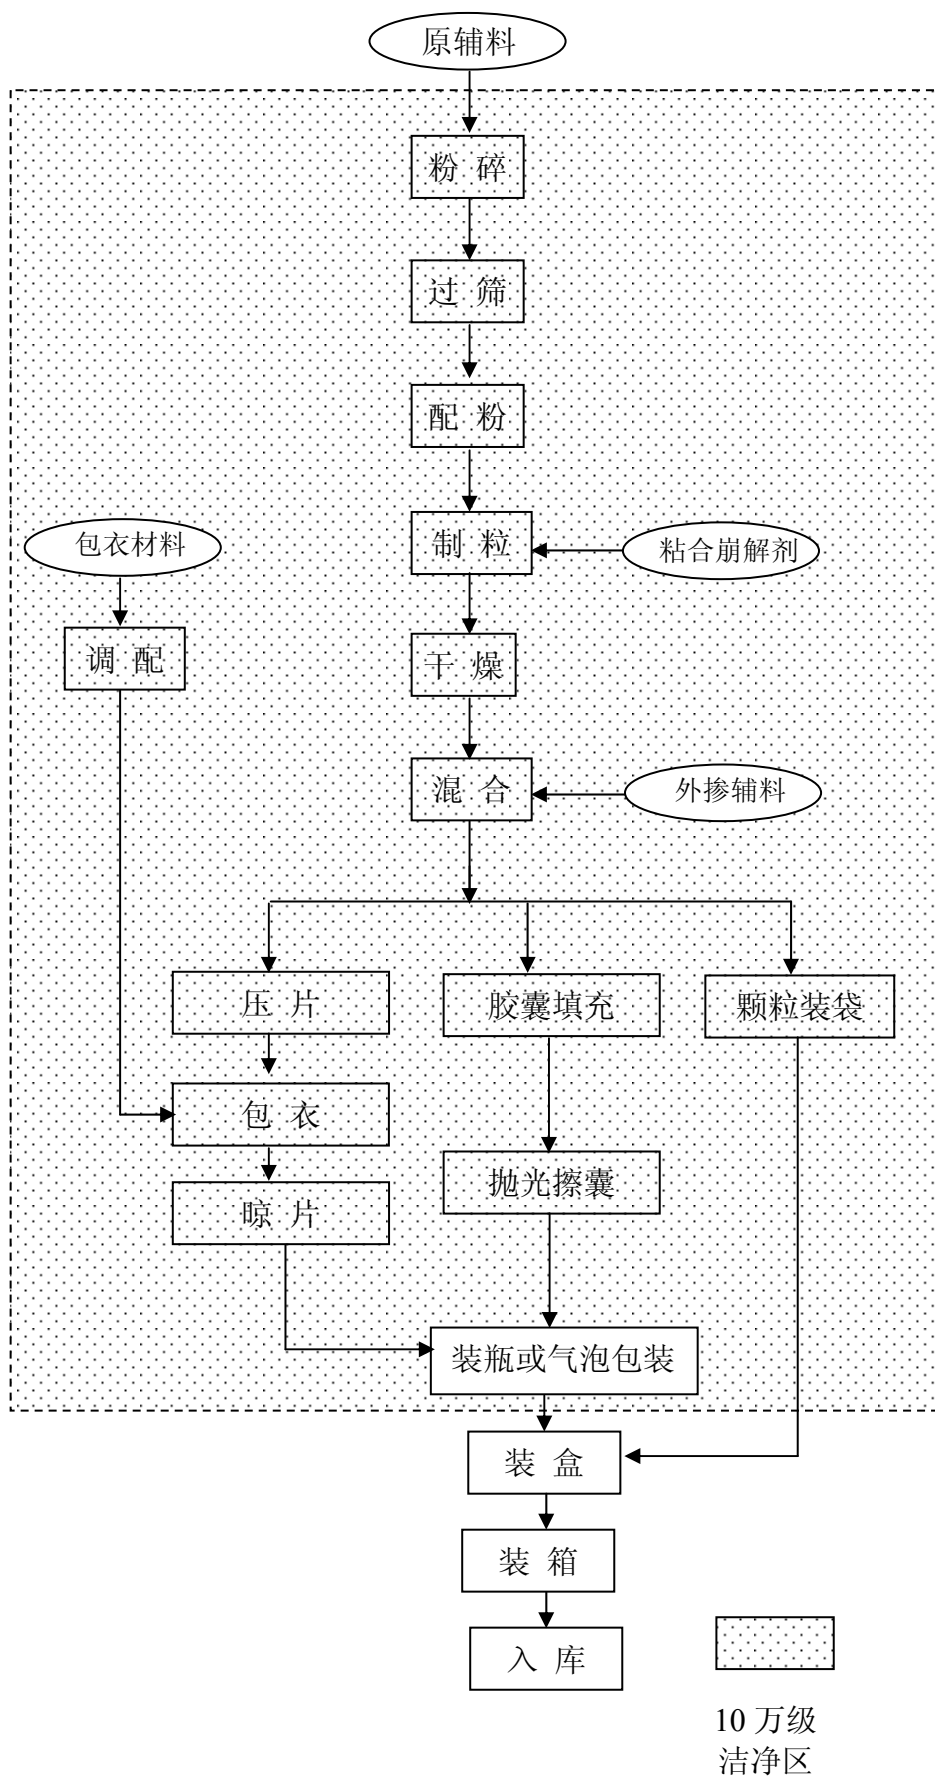 原辅料
粉 碎
过 筛
配 粉
制 粒
粘合崩解剂
包衣材料
调 配
干 燥
混 合
外掺辅料
压 片
胶囊填充
颗粒装袋
包 衣
抛光擦囊
晾 片
装瓶或气泡包装
装 盒
装 箱
入 库
10 万级
洁净区